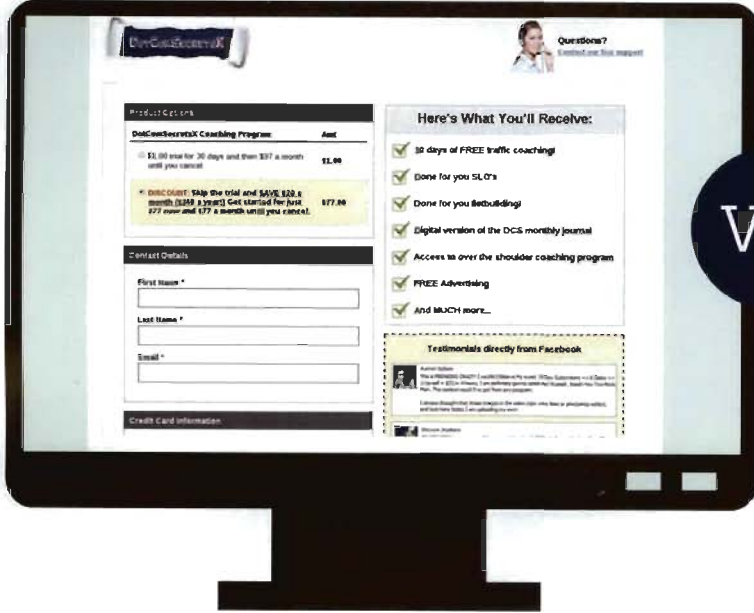 DotComSecretsX
Questions?
Contact our live support
Product Options
DotComSecretsX Coaching Program Amt
$1.00 trial for 30 days and then $97 a month
until you cancel. $1.00
DISCOUNT: Skip the trial and SAVE $20 a
month ($240 a year)! Get started for just
$77 now and $77 a month until you cancel. $77.00
Contact Details
First Name *
Last Name *
Email *
Credit Card Information
Here's What You'll Receive:
30 days of FREE traffic coaching!
Done for you SLO's
Done for you listbuilding!
Digital version of the DCS monthly journal
Access to over the shoulder coaching program
FREE Advertising
And MUCH more...
Testimonials directly from Facebook
V